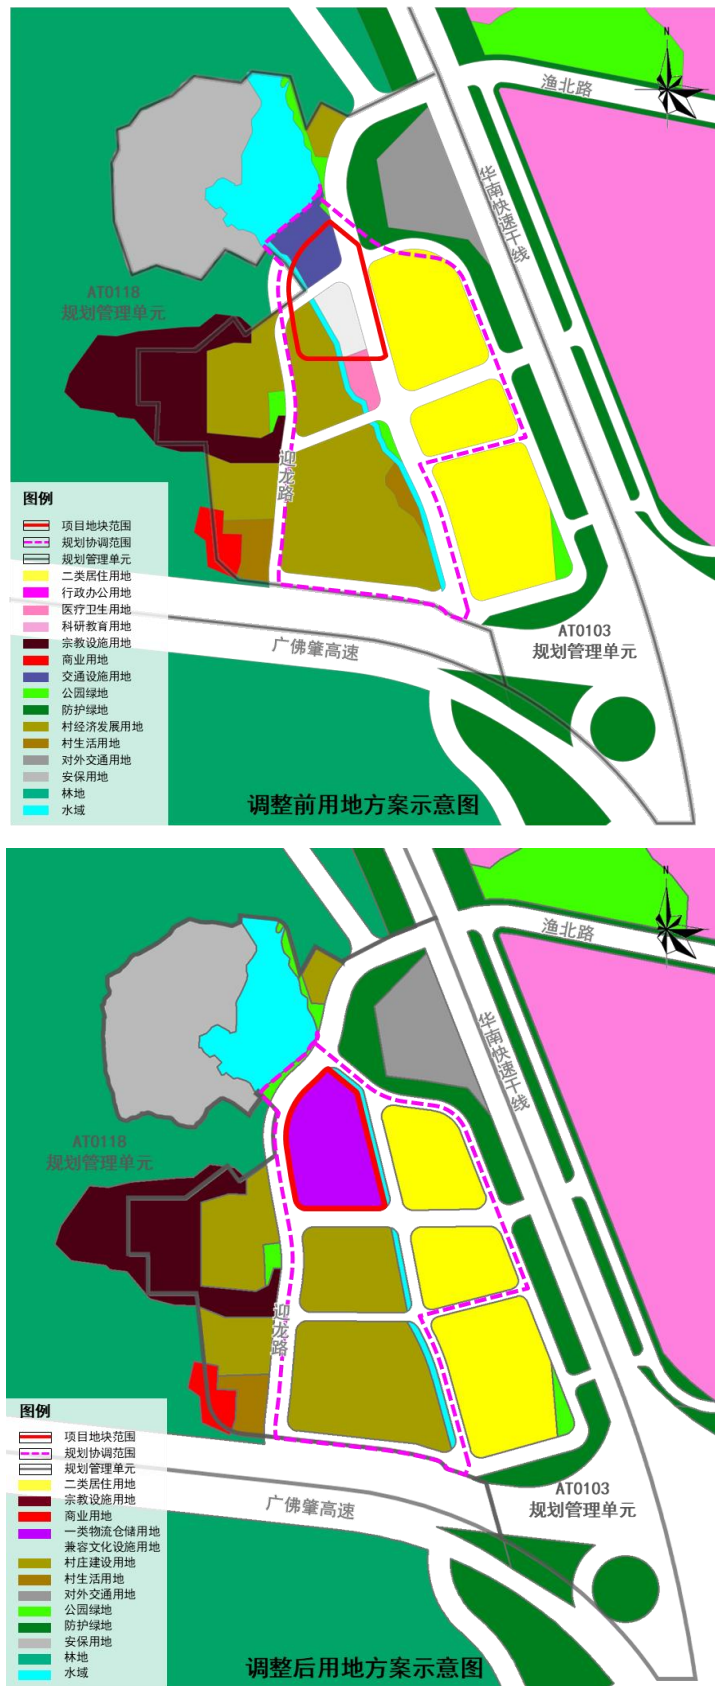 N
渔北路
华南快速干线
AT0118
规划管理单元
迎龙路
图例
项目地块范围
规划协调范围
规划管理单元
二类居住用地
行政办公用地
医疗卫生用地
科研教育用地
宗教设施用地
商业用地
交通设施用地
公园绿地
防护绿地
村经济发展用地
村生活用地
对外交通用地
安保用地
林地
水域
AT0103
规划管理单元
广佛肇高速
调整前用地方案示意图
N
渔北路
华南快速干线
AT0118
规划管理单元
迎龙路
图例
项目地块范围
规划协调范围
规划管理单元
二类居住用地
宗教设施用地
商业用地
一类物流仓储用地
兼容文化设施用地
村庄建设用地
村生活用地
对外交通用地
公园绿地
防护绿地
安保用地
林地
水域
AT0103
规划管理单元
广佛肇高速
调整后用地方案示意图